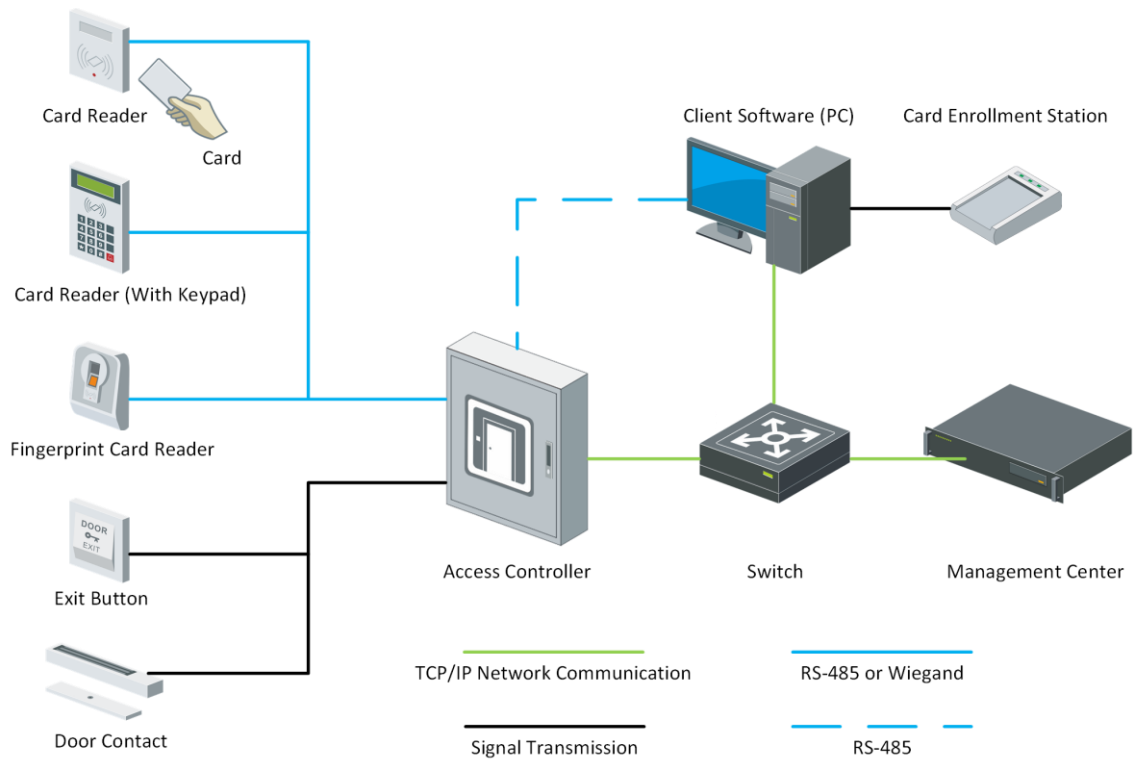 Card Reader
Card
Client Software (PC)
Card Enrollment Station
Card Reader (With Keypad)
Fingerprint Card Reader
DOOR
EXIT
Exit Button
Access Controller
Switch
Management Center
TCP/IP Network Communication
RS-485 or Wiegand
Door Contact
Signal Transmission
RS-485